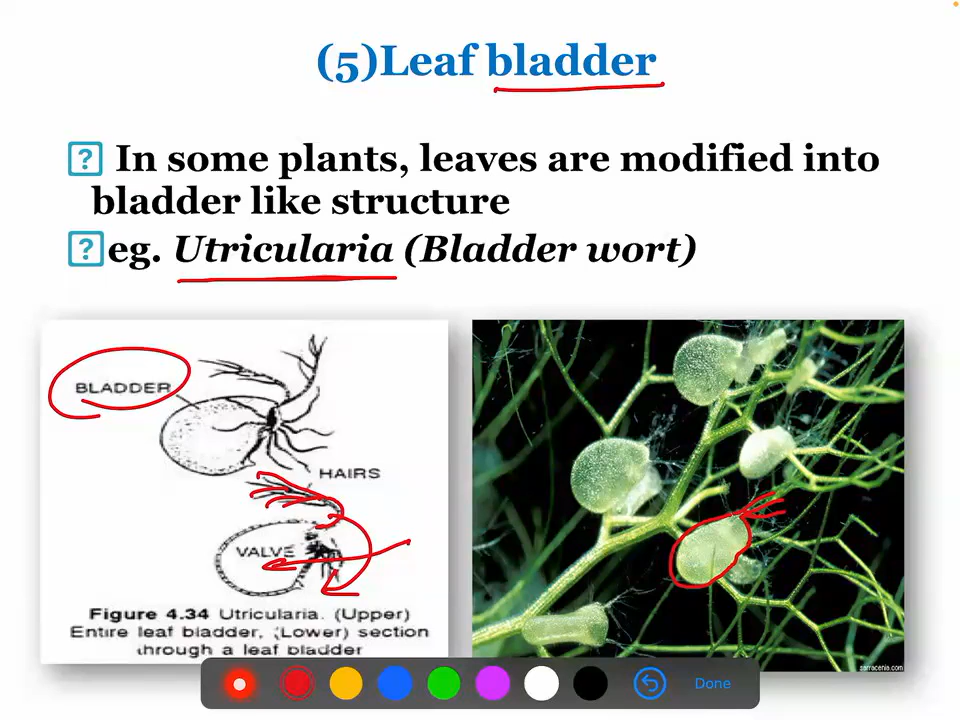 (5)Leaf bladder
? In some plants, leaves are modified into
bladder like structure
? eg. Utricularia (Bladder wort)
BLADDER
HAIRS
VALVE
Figure 4.34 Utricularia. (Upper)
Entire leaf bladder, (Lower) section
through a leaf bladder
sarracenia.com
Done